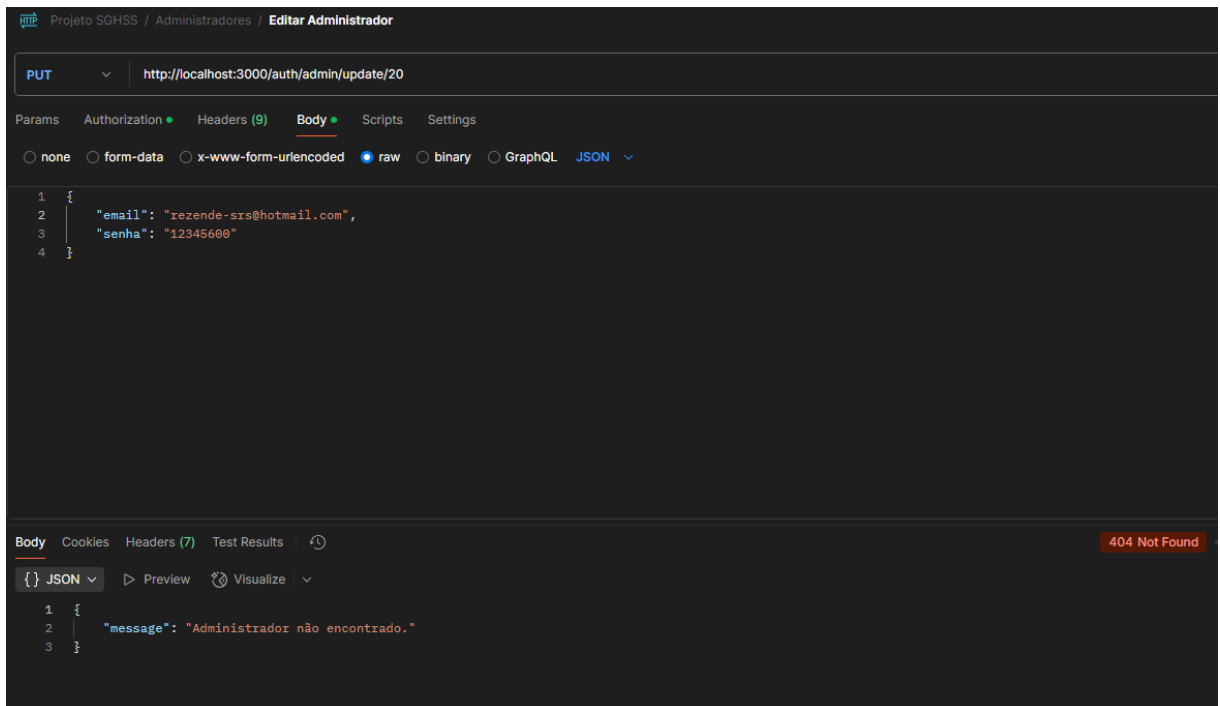 HTTP Projeto SGHSS / Administradores / Editar Administrador
PUT http://localhost:3000/auth/admin/update/20
Params Authorization Headers (9) Body Scripts Settings
none form-data x-www-form-urlencoded raw binary GraphQL JSON
1 {
2 "email": "rezende-srs@hotmail.com",
3 "senha": "12345600"
4 }
Body Cookies Headers (7) Test Results 404 Not Found
{} JSON Preview Visualize
1 {
2 "message": "Administrador não encontrado."
3 }